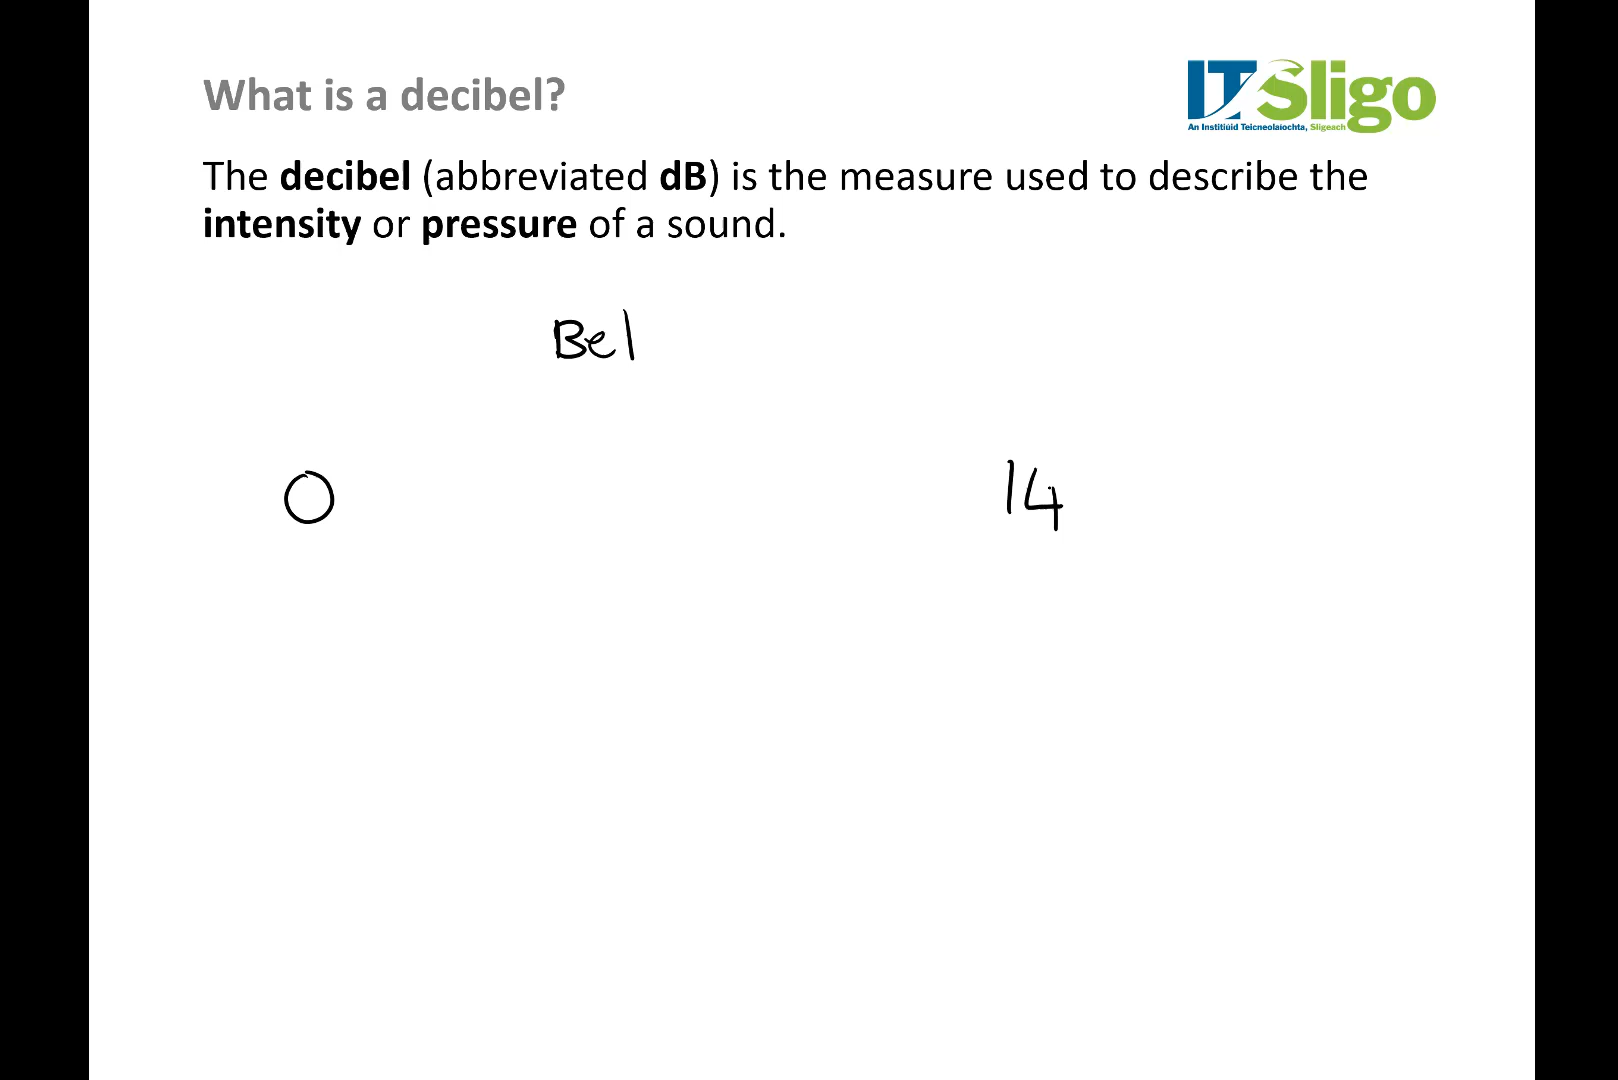 What is a decibel?
ITSligo
An Institiúid Teicneolaíochta, Sligeach
The decibel (abbreviated dB) is the measure used to describe the
intensity or pressure of a sound.
Bel
0 14